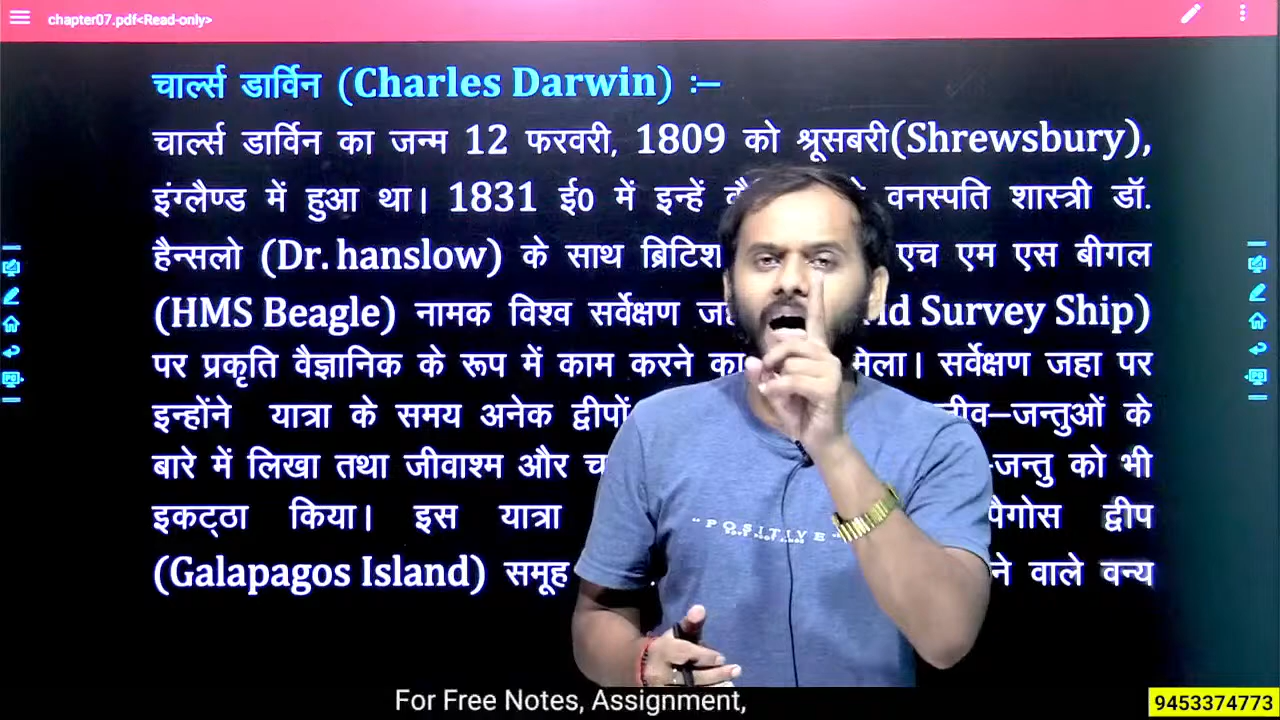 chapter07.pdf<Read-only>
चार्ल्स डार्विन (Charles Darwin) :–
चार्ल्स डार्विन का जन्म 12 फरवरी, 1809 को श्रूसबरी(Shrewsbury),
इंग्लैण्ड में हुआ था। 1831 ई0 में इन्हें वनस्पति शास्त्री डॉ.
हैन्सलो (Dr. hanslow) के साथ ब्रिटिश एच एम एस बीगल
(HMS Beagle) नामक विश्व सर्वेक्षण Survey Ship)
पर प्रकृति वैज्ञानिक के रूप में काम करने का मिला। सर्वेक्षण जहा पर
इन्होंने यात्रा के समय अनेक द्वीपों जीव–जन्तुओं के
बारे में लिखा तथा जीवाश्म और जन्तु को भी
इकट्ठा किया। इस यात्रा द्वीप
(Galapagos Island) समूह वाले वन्य
"POSITIVE"
For Free Notes, Assignment,
9453374773